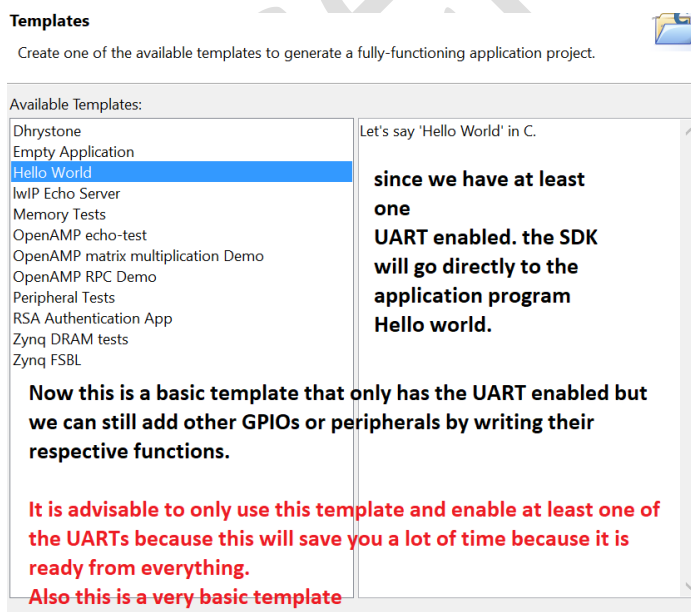 Templates
Create one of the available templates to generate a fully-functioning application project.
Available Templates:
Dhrystone
Empty Application
Hello World
lwIP Echo Server
Memory Tests
OpenAMP echo-test
OpenAMP matrix multiplication Demo
OpenAMP RPC Demo
Peripheral Tests
RSA Authentication App
Zynq DRAM tests
Zynq FSBL
Let's say 'Hello World' in C.
since we have at least
one
UART enabled. the SDK
will go directly to the
application program
Hello world.
Now this is a basic template that only has the UART enabled but
we can still add other GPIOs or peripherals by writing their
respective functions.
It is advisable to only use this template and enable at least one of
the UARTs because this will save you a lot of time because it is
ready from everything.
Also this is a very basic template